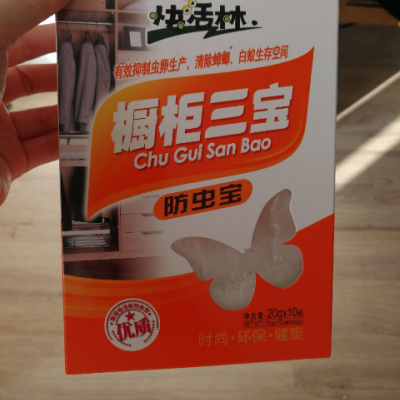 快活林
有效抑制虫卵生产、清除蟑螂、白蚁生存空间
橱柜三宝
Chu Gui San Bao
防虫宝
优质
净含量: 20gX10包
时尚·环保·健康